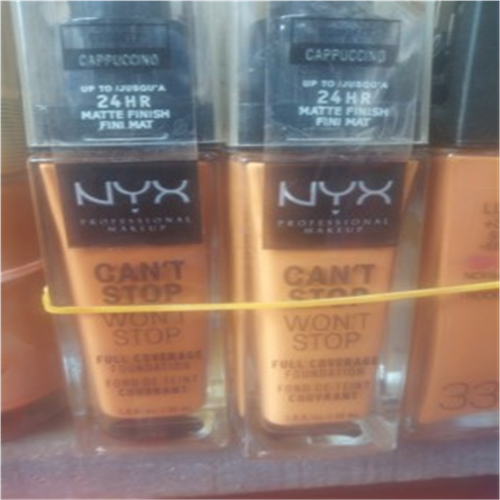 CAPPUCCINO
UP TO / JUSQU'A
24HR
MATTE FINISH
FINI MAT
NYX
PROFESSIONAL
MAKEUP
CAN'T
STOP
WON'T
STOP
FULL COVERAGE
FOUNDATION
FOND DE TEINT
COUVRANT
CAPPUCCINO
UP TO / JUSQU'A
24HR
MATTE FINISH
FINI MAT
NYX
PROFESSIONAL
MAKEUP
CAN'T
STOP
WON'T
STOP
FULL COVERAGE
FOUNDATION
FOND DE TEINT
COUVRANT
33